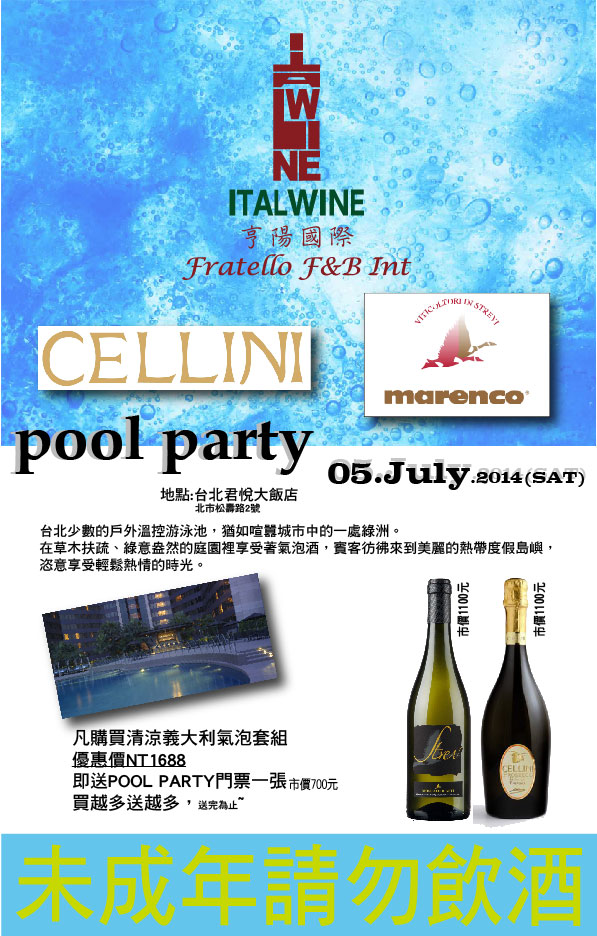 ITALWINE
亨陽國際
Fratello F&B Int
CELLINI
VITICOLTORI IN STREVI
marenco®
pool party
05.July.2014(SAT)
地點:台北君悅大飯店
北市松壽路2號
台北少數的戶外溫控游泳池，猶如喧囂城市中的一處綠洲。
在草木扶疏、綠意盎然的庭園裡享受著氣泡酒，賓客彷彿來到美麗的熱帶度假島嶼，
恣意享受輕鬆熱情的時光。
市價1100元
市價1100元
Strevi
CELLINI
凡購買清涼義大利氣泡套組
優惠價NT1688
即送POOL PARTY門票一張市價700元
買越多送越多，送完為止~
未成年請勿飲酒